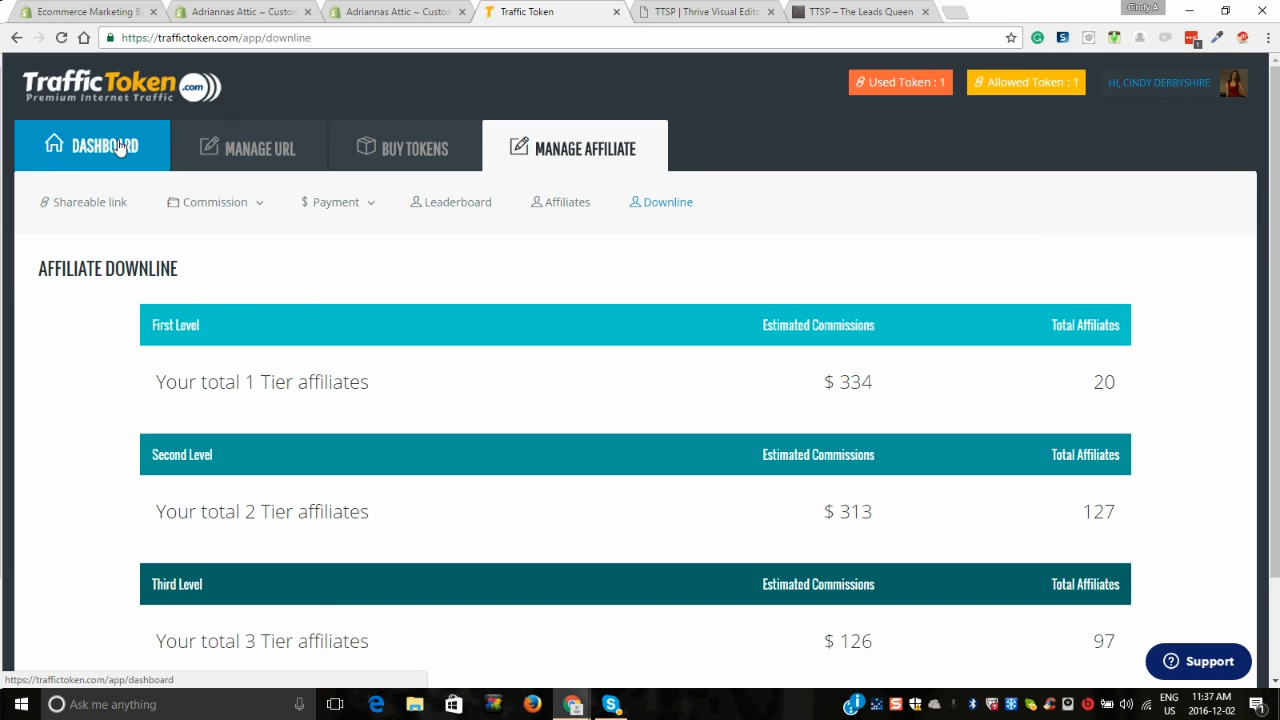 Cindy A
Ecommerce Marketing B
Adriannas Attic ~ Custom
Adriannas Attic ~ Custom
Traffic Token
TTSP | Thrive Visual Edito
TTSP – The Leads Queen
https://traffictoken.com/app/downline
1
TrafficToken.com
Premium Internet Traffic
Used Token : 1
Allowed Token : 1
HI, CINDY DERBYSHIRE
DASHBOARD
MANAGE URL
BUY TOKENS
MANAGE AFFILIATE
Shareable link
Commission
$ Payment
Leaderboard
Affiliates
Downline
AFFILIATE DOWNLINE
First Level Estimated Commissions Total Affiliates
Your total 1 Tier affiliates $ 334 20
Second Level Estimated Commissions Total Affiliates
Your total 2 Tier affiliates $ 313 127
Third Level Estimated Commissions Total Affiliates
Your total 3 Tier affiliates $ 126 97
? Support
https://traffictoken.com/app/dashboard
Ask me anything
ENG
US
11:37 AM
2016-12-02
1